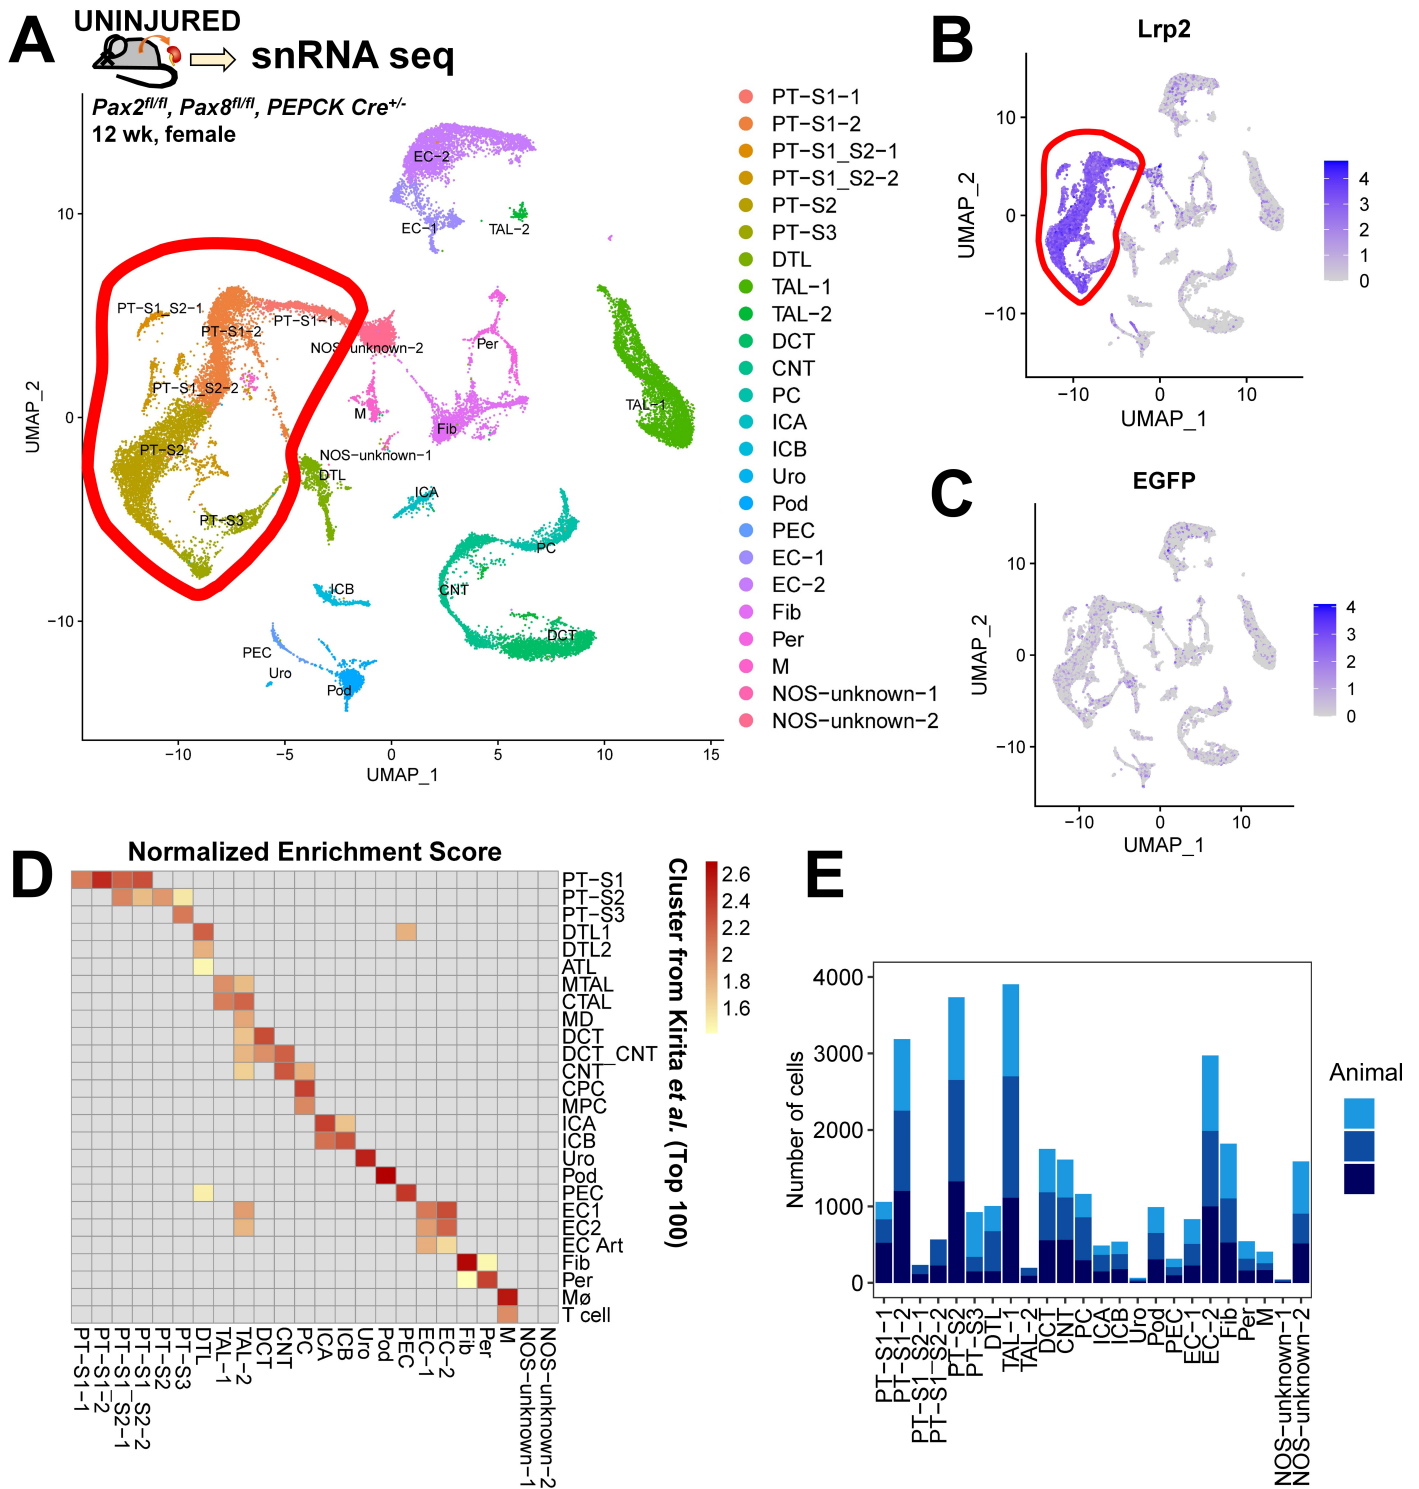 A
UNINJURED
snRNA seq
Pax2fl/fl, Pax8fl/fl, PEPCK Cre+/-
12 wk, female
EC−2
EC−1
TAL−2
PT−S1_S2−1
PT−S1−2
PT−S1−1
NOS−unknown−2
Per
PT−S1_S2−2
M
Fib
TAL−1
PT−S2
NOS−unknown−1
DTL
ICA
PT−S3
PC
ICB
CNT
DCT
PEC
Uro
Pod
10
0
−10
UMAP_2
−10
−5
0
5
10
15
UMAP_1
PT−S1−1
PT−S1−2
PT−S1_S2−1
PT−S1_S2−2
PT−S2
PT−S3
DTL
TAL−1
TAL−2
DCT
CNT
PC
ICA
ICB
Uro
Pod
PEC
EC−1
EC−2
Fib
Per
M
NOS−unknown−1
NOS−unknown−2
B
Lrp2
10
0
−10
UMAP_2
−10
0
10
UMAP_1
4
3
2
1
0
C
EGFP
10
0
−10
UMAP_2
−10
0
10
UMAP_1
4
3
2
1
0
D
Normalized Enrichment Score
PT−S1
PT−S2
PT−S3
DTL1
DTL2
ATL
MTAL
CTAL
MD
DCT
DCT_CNT
CNT
CPC
MPC
ICA
ICB
Uro
Pod
PEC
EC1
EC2
EC Art
Fib
Per
Mø
T cell
PT−S1−1
PT−S1−2
PT−S1_S2−1
PT−S1_S2−2
PT−S2
PT−S3
DTL
TAL−1
TAL−2
DCT
CNT
PC
ICA
ICB
Uro
Pod
PEC
EC−1
EC−2
Fib
Per
M
NOS−unknown−1
NOS−unknown−2
Cluster from Kirita et al. (Top 100)
2.6
2.4
2.2
2
1.8
1.6
E
4000
3000
2000
1000
0
Number of cells
PT−S1−1
PT−S1−2
PT−S1_S2−1
PT−S1_S2−2
PT−S2
PT−S3
DTL
TAL−1
TAL−2
DCT
CNT
PC
ICA
ICB
Uro
Pod
PEC
EC−1
EC−2
Fib
Per
M
NOS−unknown−1
NOS−unknown−2
Animal